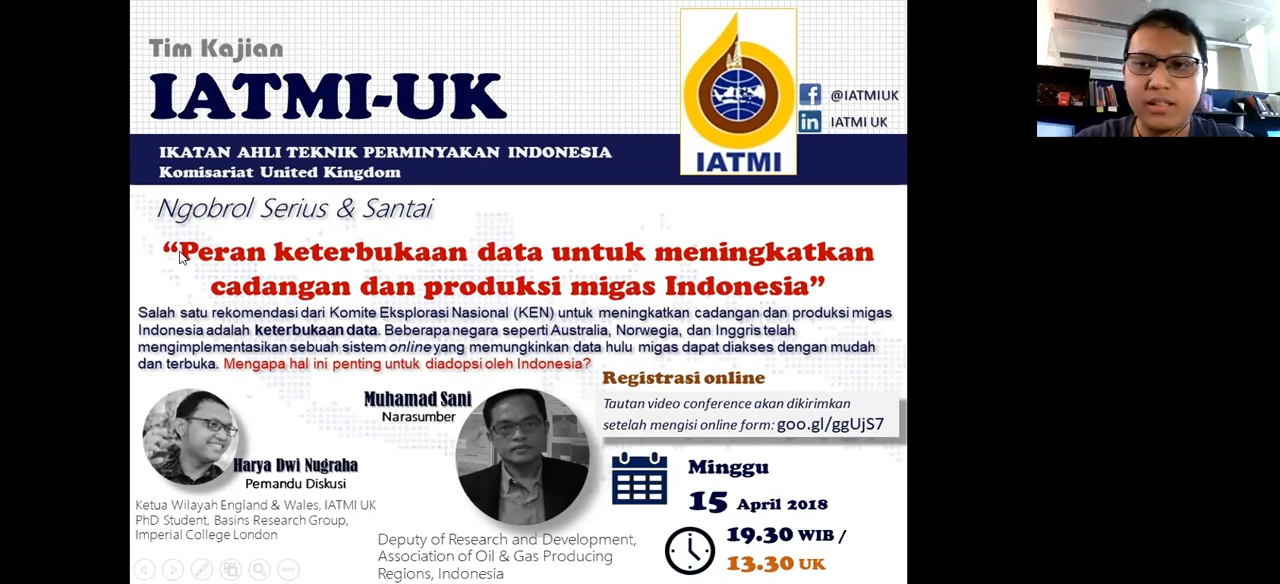 Tim Kajian
IATMI-UK
IATMI
@IATMIUK
in IATMI UK
IKATAN AHLI TEKNIK PERMINYAKAN INDONESIA
Komisariat United Kingdom
Ngobrol Serius & Santai
“Peran keterbukaan data untuk meningkatkan
cadangan dan produksi migas Indonesia”
Salah satu rekomendasi dari Komite Eksplorasi Nasional (KEN) untuk meningkatkan cadangan dan produksi migas
Indonesia adalah keterbukaan data. Beberapa negara seperti Australia, Norwegia, dan Inggris telah
mengimplementasikan sebuah sistem online yang memungkinkan data hulu migas dapat diakses dengan mudah
dan terbuka. Mengapa hal ini penting untuk diadopsi oleh Indonesia?
Harya Dwi Nugraha
Pemandu Diskusi
Ketua Wilayah England & Wales, IATMI UK
PhD Student, Basins Research Group,
Imperial College London
Muhamad Sani
Narasumber
Deputy of Research and Development,
Association of Oil & Gas Producing
Regions, Indonesia
Registrasi online
Tautan video conference akan dikirimkan
setelah mengisi online form: goo.gl/ggUjS7
Minggu
15 April 2018
19.30 WIB /
13.30 UK